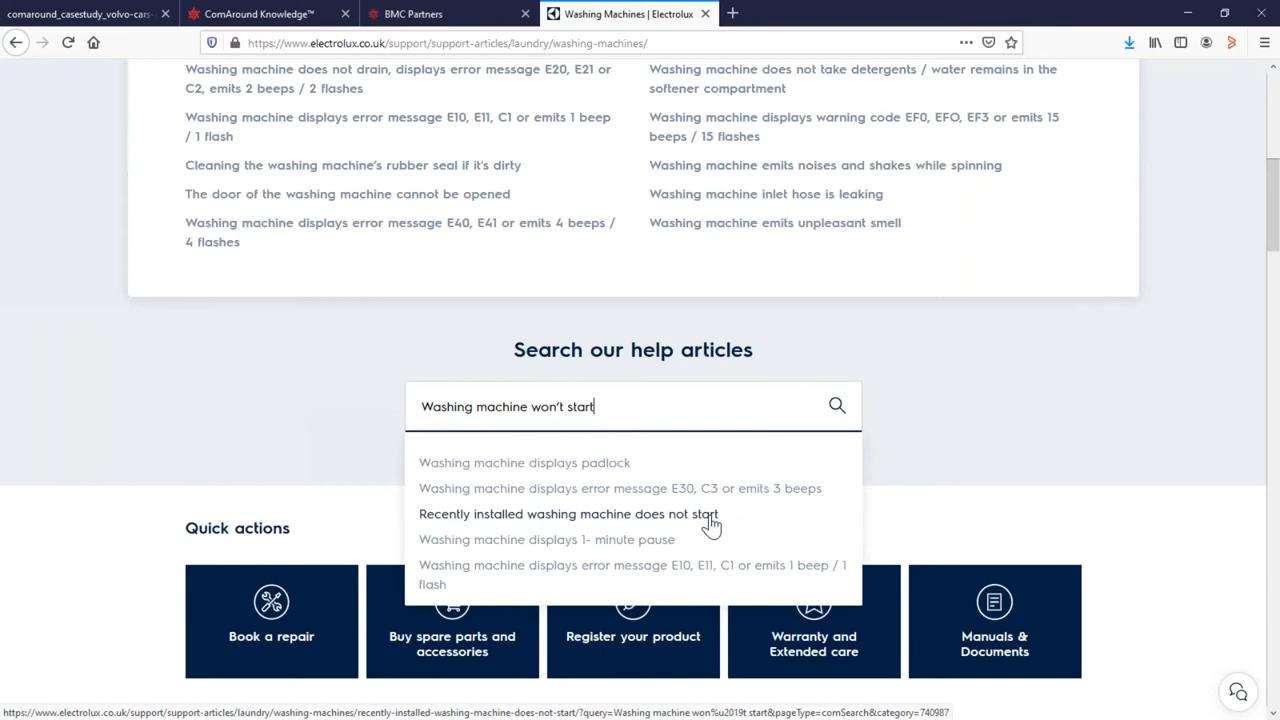 comaround_casestudy_volvo-cars-
ComAround Knowledge™
BMC Partners
Washing Machines | Electrolux
https://www.electrolux.co.uk/support/support-articles/laundry/washing-machines/
Washing machine does not drain, displays error message E20, E21 or
C2, emits 2 beeps / 2 flashes
Washing machine displays error message E10, E11, C1 or emits 1 beep
/ 1 flash
Cleaning the washing machine's rubber seal if it's dirty
The door of the washing machine cannot be opened
Washing machine displays error message E40, E41 or emits 4 beeps /
4 flashes
Washing machine does not take detergents / water remains in the
softener compartment
Washing machine displays warning code EF0, EFO, EF3 or emits 15
beeps / 15 flashes
Washing machine emits noises and shakes while spinning
Washing machine inlet hose is leaking
Washing machine emits unpleasant smell
Search our help articles
Washing machine won't start
Washing machine displays padlock
Washing machine displays error message E30, C3 or emits 3 beeps
Recently installed washing machine does not start
Washing machine displays 1- minute pause
Washing machine displays error message E10, E11, C1 or emits 1 beep / 1
flash
Quick actions
Book a repair
Buy spare parts and
accessories
Register your product
Warranty and
Extended care
Manuals &
Documents
https://www.electrolux.co.uk/support/support-articles/laundry/washing-machines/recently-installed-washing-machine-does-not-start/?query=Washing machine won%u2019t start&pageType=comSearch&category=740987